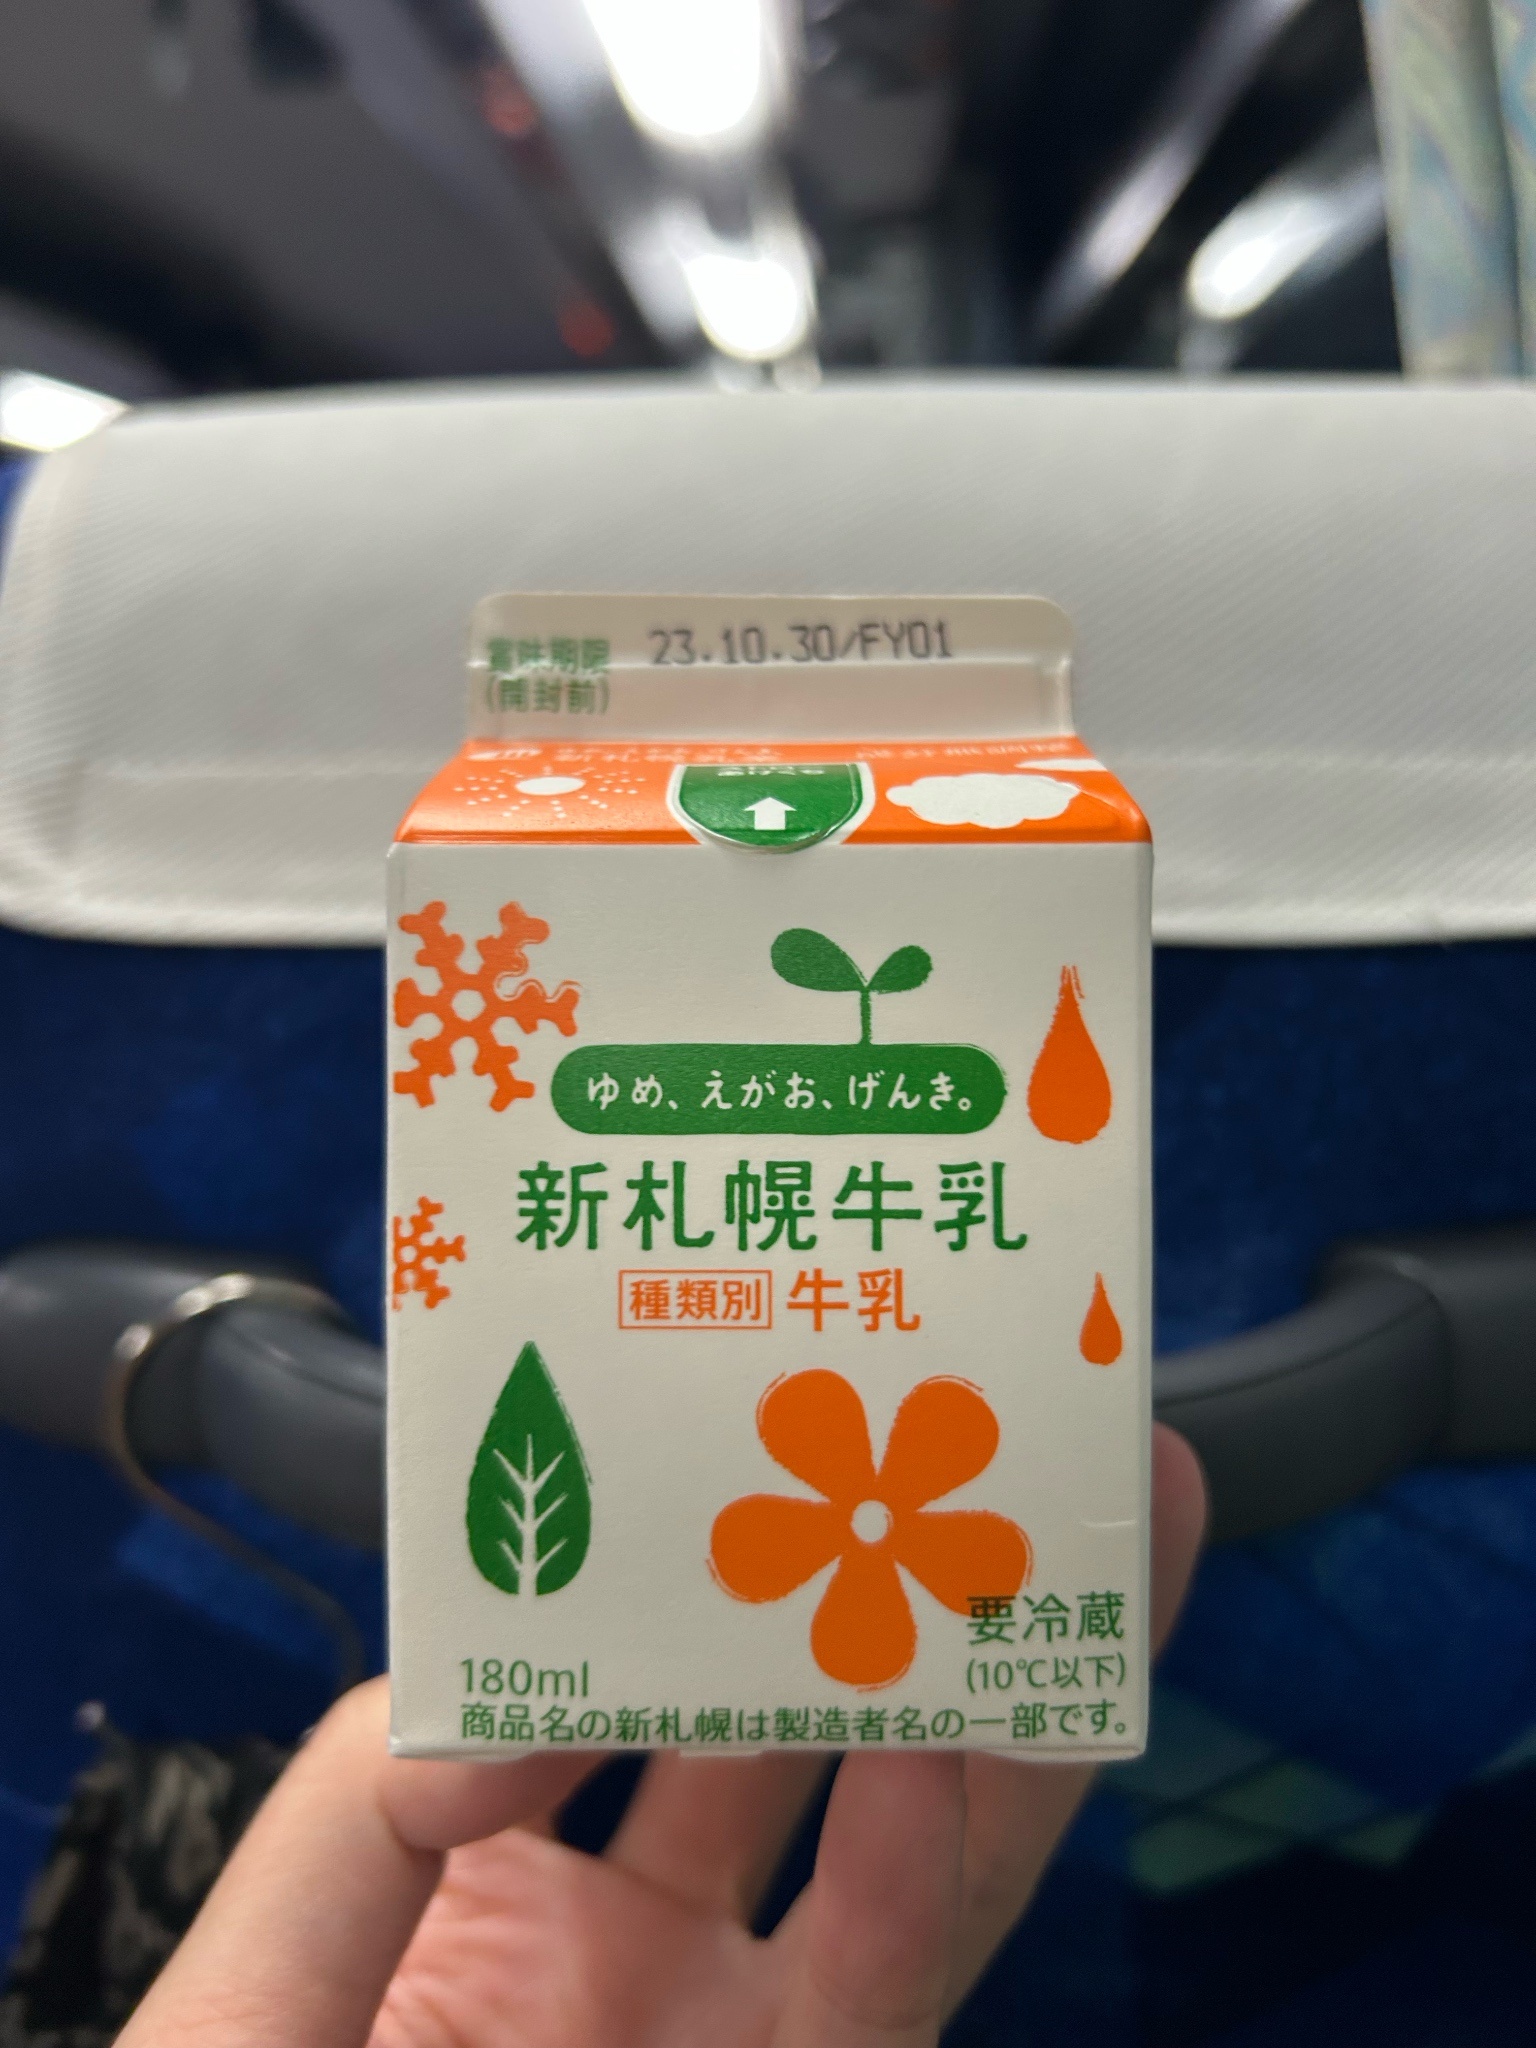 賞味期限 23.10.30/FY01
(開封前)
ゆめ、えがお、げんき。
新札幌牛乳
種類別 牛乳
要冷蔵
(10℃以下)
180ml
商品名の新札幌は製造者名の一部です。